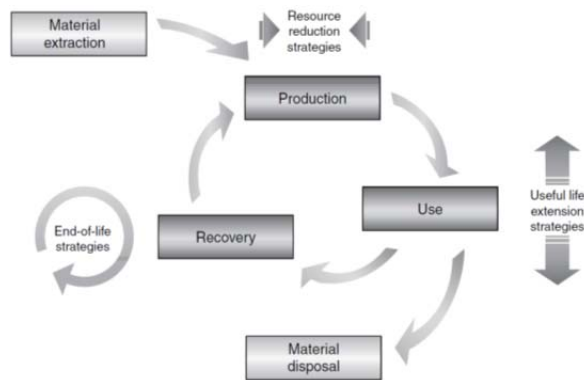 Material
extraction
Resource
reduction
strategies
Production
Use
Useful life
extension
strategies
End-of-life
strategies
Recovery
Material
disposal